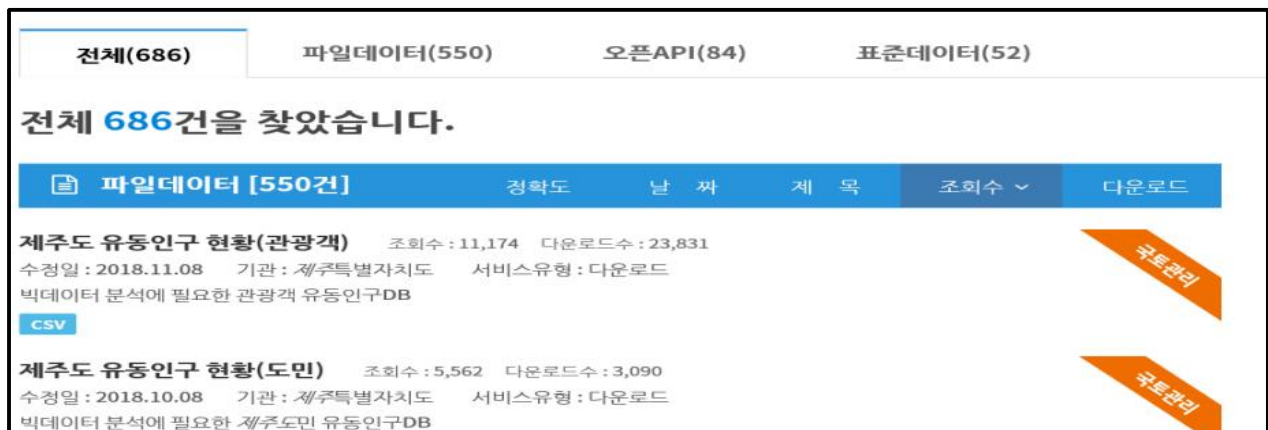 전체(686) 파일데이터(550) 오픈API(84) 표준데이터(52)
전체 686건을 찾았습니다.
파일데이터 [550건] 정확도 날 짜 제 목 조회수 다운로드
제주도 유동인구 현황(관광객) 조회수 : 11,174 다운로드수 : 23,831
국토관리
수정일 : 2018.11.08 기관 : 제주특별자치도 서비스유형 : 다운로드
빅데이터 분석에 필요한 관광객 유동인구DB
CSV
제주도 유동인구 현황(도민) 조회수 : 5,562 다운로드수 : 3,090
국토관리
수정일 : 2018.10.08 기관 : 제주특별자치도 서비스유형 : 다운로드
빅데이터 분석에 필요한 제주도민 유동인구DB